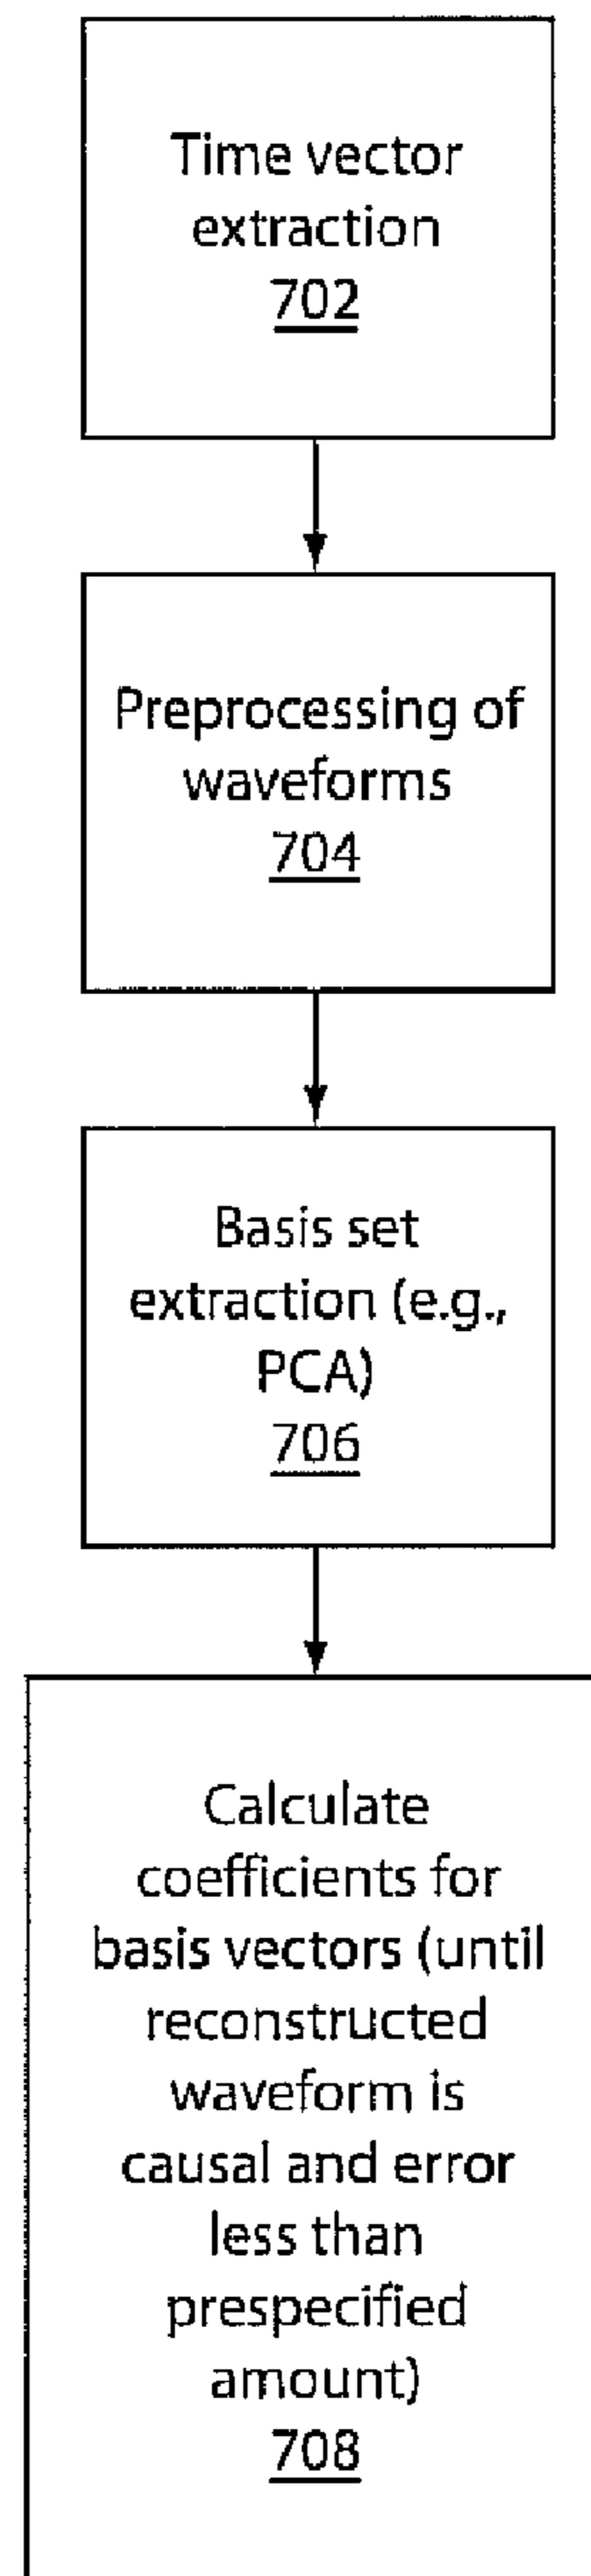 Time vector
extraction
702
Preprocessing of
waveforms
704
Basis set
extraction (e.g.,
PCA)
706
Calculate
coefficients for
basis vectors (until
reconstructed
waveform is
causal and error
less than
prespecified
amount)
708